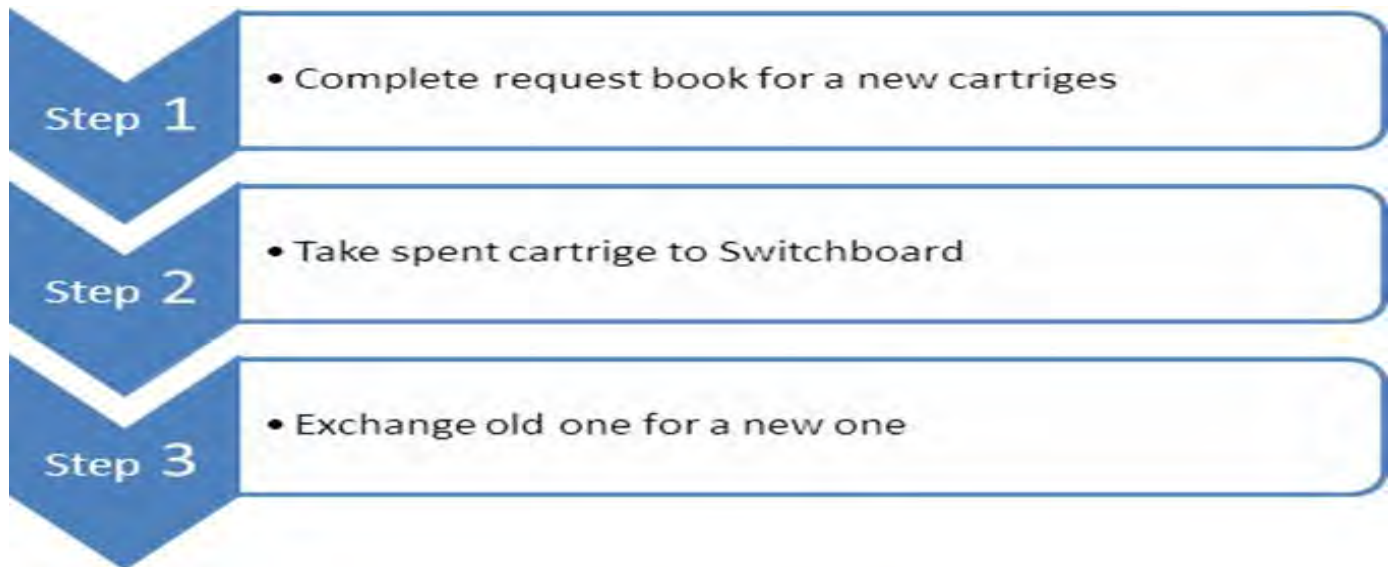 Step 1
• Complete request book for a new cartriges
Step 2
• Take spent cartrige to Switchboard
Step 3
• Exchange old one for a new one